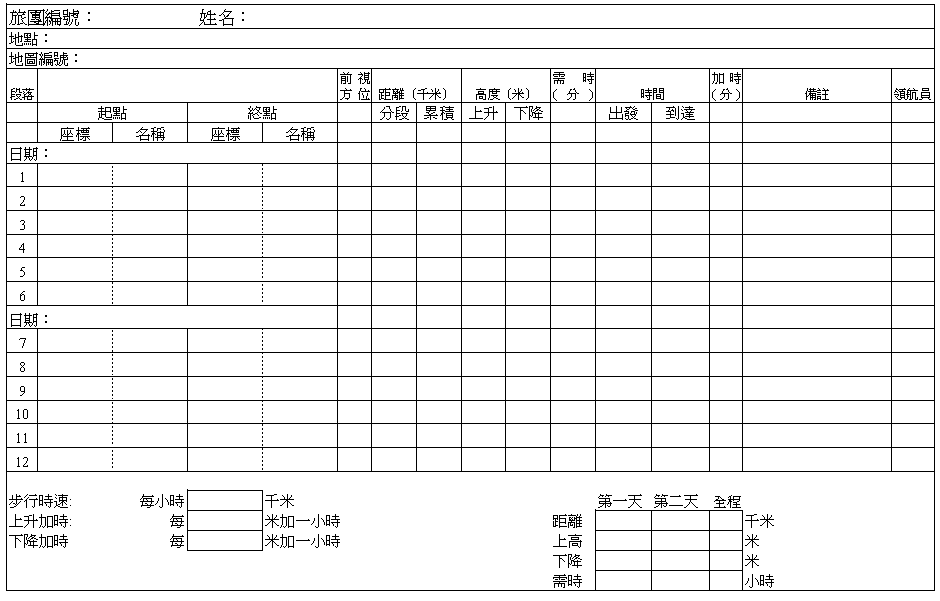 旅團編號： 姓名：
地點：
地圖編號：
段落 前視方位 距離（千米） 高度（米） 需時（分） 時間 加時（分） 備註 領航員
起點 終點 分段 累積 上升 下降 出發 到達
座標 名稱 座標 名稱
日期：
1
2
3
4
5
6
日期：
7
8
9
10
11
12
步行時速: 每小時 千米 第一天 第二天 全程
上升加時: 每 米加一小時 距離 千米
下降加時 每 米加一小時 上高 米
下降 米
需時 小時